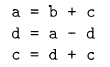 a = b + c
d = a - d
c = d + c